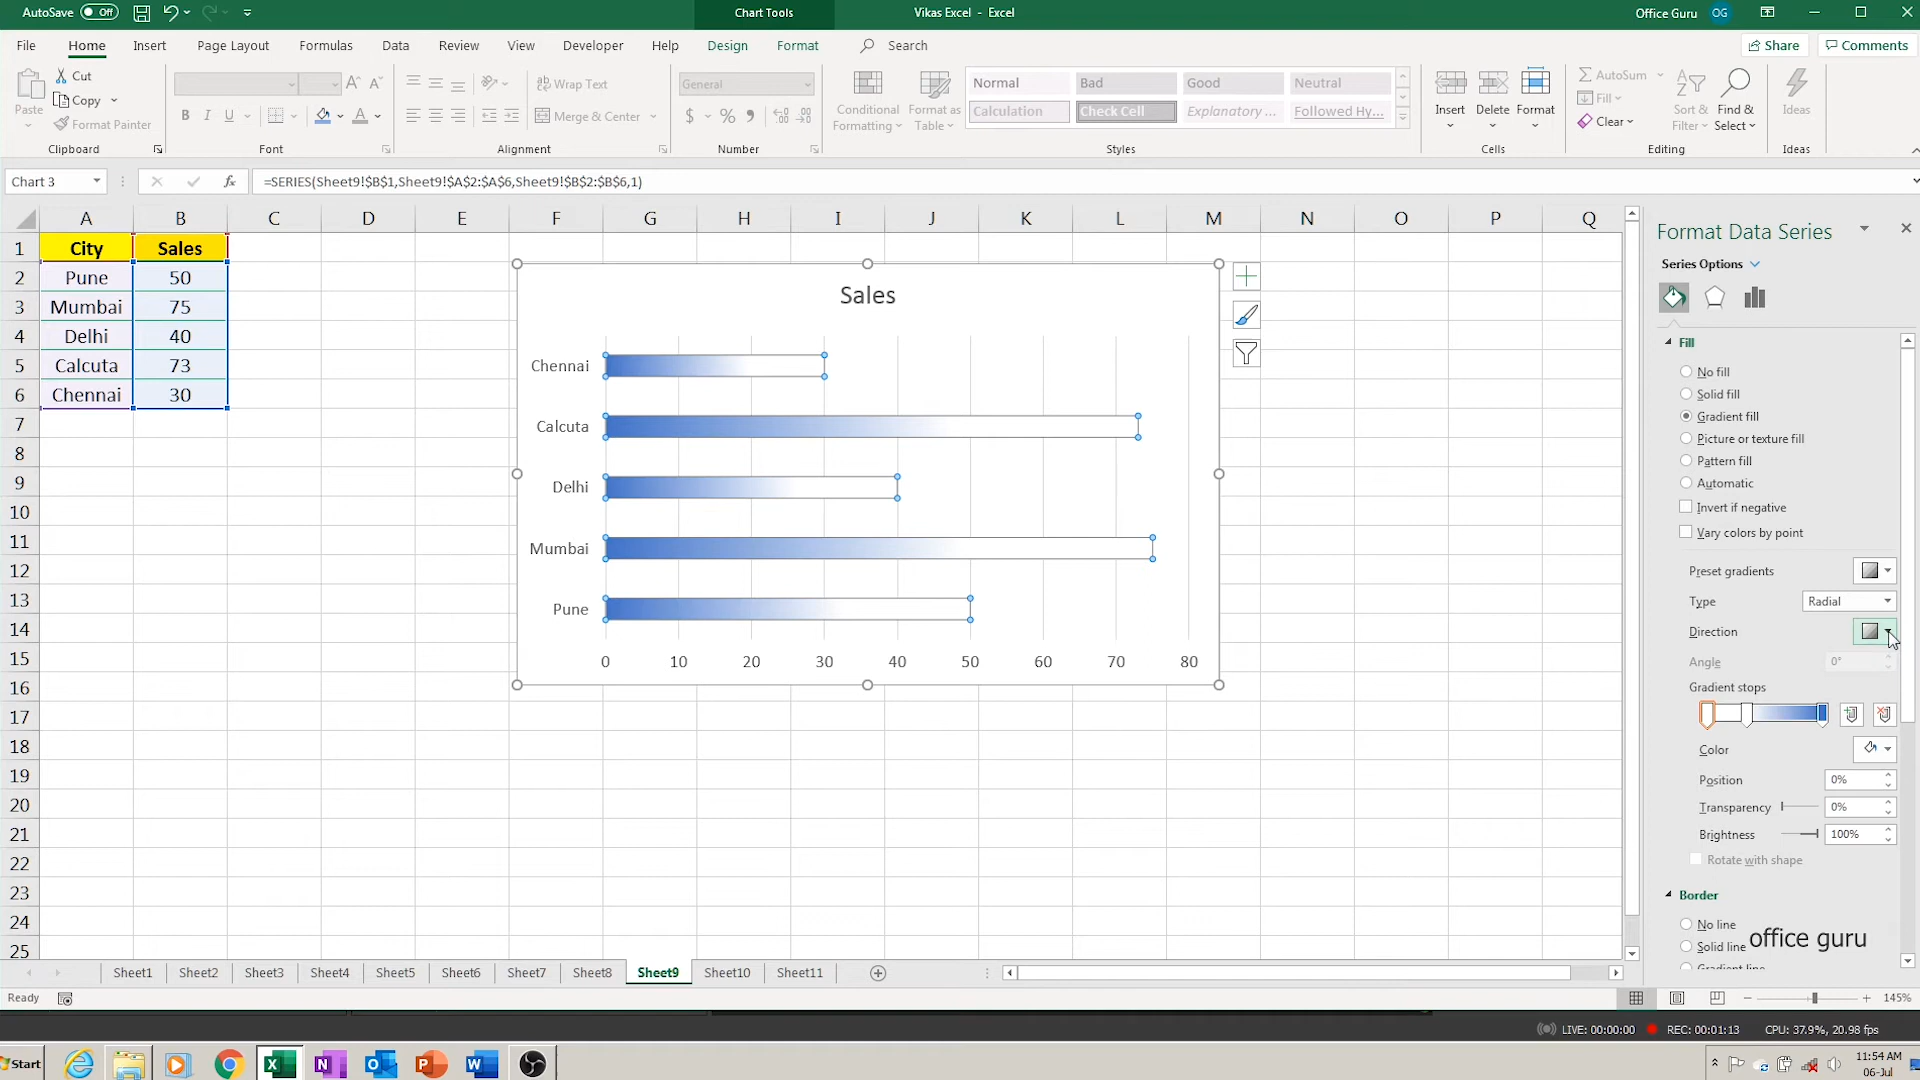 AutoSave Off
Chart Tools
Vikas Excel - Excel
Office Guru OG
File Home Insert Page Layout Formulas Data Review View Developer Help Design Format Search
Share Comments
Paste
Cut
Copy
Format Painter
Clipboard
B I U
Font
Wrap Text
Merge & Center
Alignment
General
$ % ,
Number
Conditional Formatting
Format as Table
Normal Bad Good Neutral
Calculation Check Cell Explanatory ... Followed Hy...
Styles
Insert Delete Format
Cells
AutoSum
Fill
Clear
Sort & Filter
Find & Select
Editing
Ideas
Ideas
Chart 3
fx
=SERIES(Sheet9!$B$1,Sheet9!$A$2:$A$6,Sheet9!$B$2:$B$6,1)
A B C D E F G H I J K L M N O P Q
1 City Sales
2 Pune 50
3 Mumbai 75
4 Delhi 40
5 Calcuta 73
6 Chennai 30
7
8
9
10
11
12
13
14
15
16
17
18
19
20
21
22
23
24
25
Sales
Chennai
Calcuta
Delhi
Mumbai
Pune
0 10 20 30 40 50 60 70 80
Format Data Series
Series Options
Fill
No fill
Solid fill
Gradient fill
Picture or texture fill
Pattern fill
Automatic
Invert if negative
Vary colors by point
Preset gradients
Type Radial
Direction
Angle 0°
Gradient stops
Color
Position 0%
Transparency 0%
Brightness 100%
Rotate with shape
Border
No line
Solid line
Gradient line
office guru
Sheet1 Sheet2 Sheet3 Sheet4 Sheet5 Sheet6 Sheet7 Sheet8 Sheet9 Sheet10 Sheet11
Ready
145%
LIVE: 00:00:00 REC: 00:01:13 CPU: 37.9%, 20.98 fps
Start
11:54 AM
06-Jul